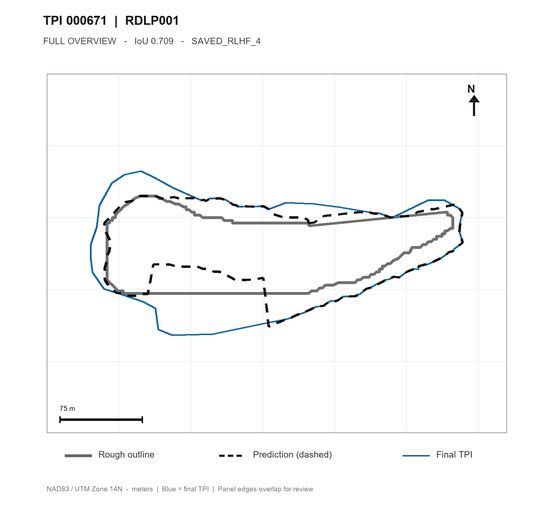 TPI 000671 | RDLP001
FULL OVERVIEW - IoU 0.709 - SAVED_RLHF_4
N
75 m
Rough outline
Prediction (dashed)
Final TPI
NAD83 / UTM Zone 14N - meters | Blue = final TPI | Panel edges overlap for review